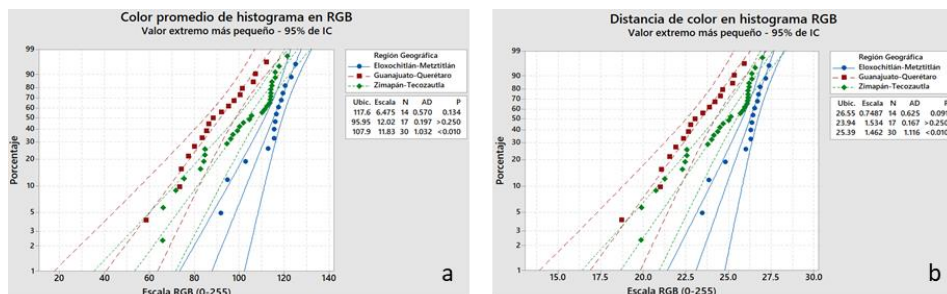 Color promedio de histograma en RGB
Valor extremo más pequeño - 95% de IC
Porcentaje
99
90
80
70
60
50
40
30
20
10
5
3
2
1
20 40 60 80 100 120 140
Escala RGB (0-255)
Región Geográfica
Eloxochitlán-Metztitlán
Guanajuato-Querétaro
Zimapán-Tecozautla
Ubic. Escala N AD P
117.6 6.475 14 0.570 0.134
95.95 12.02 17 0.197 >0.250
107.9 11.83 30 1.032 <0.010
a
Distancia de color en histograma RGB
Valor extremo más pequeño - 95% de IC
Porcentaje
99
90
80
70
60
50
40
30
20
10
5
3
2
1
15.0 17.5 20.0 22.5 25.0 27.5 30.0
Escala RGB (0-255)
Región Geográfica
Eloxochitlán-Metztitlán
Guanajuato-Querétaro
Zimapán-Tecozautla
Ubic. Escala N AD P
26.55 0.7487 14 0.625 0.091
23.94 1.534 17 0.167 >0.250
25.39 1.462 30 1.116 <0.010
b